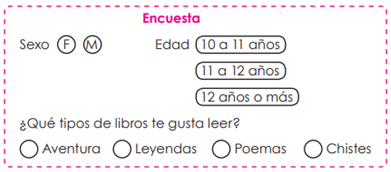 Encuesta
Sexo F M Edad 10 a 11 años
11 a 12 años
12 años o más
¿Qué tipos de libros te gusta leer?
Aventura Leyendas Poemas Chistes